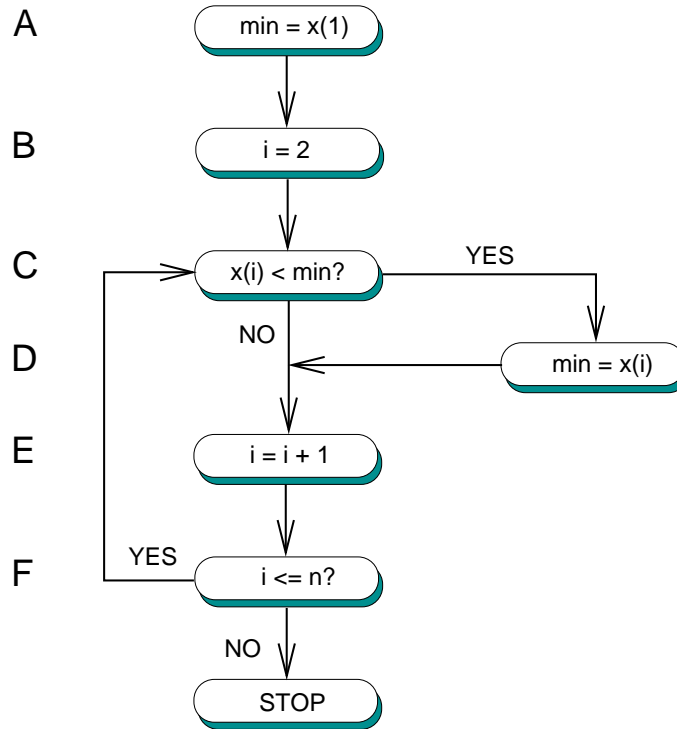 A
min = x(1)
B
i = 2
C
x(i) < min?
YES
NO
D
min = x(i)
E
i = i + 1
YES
F
i <= n?
NO
STOP